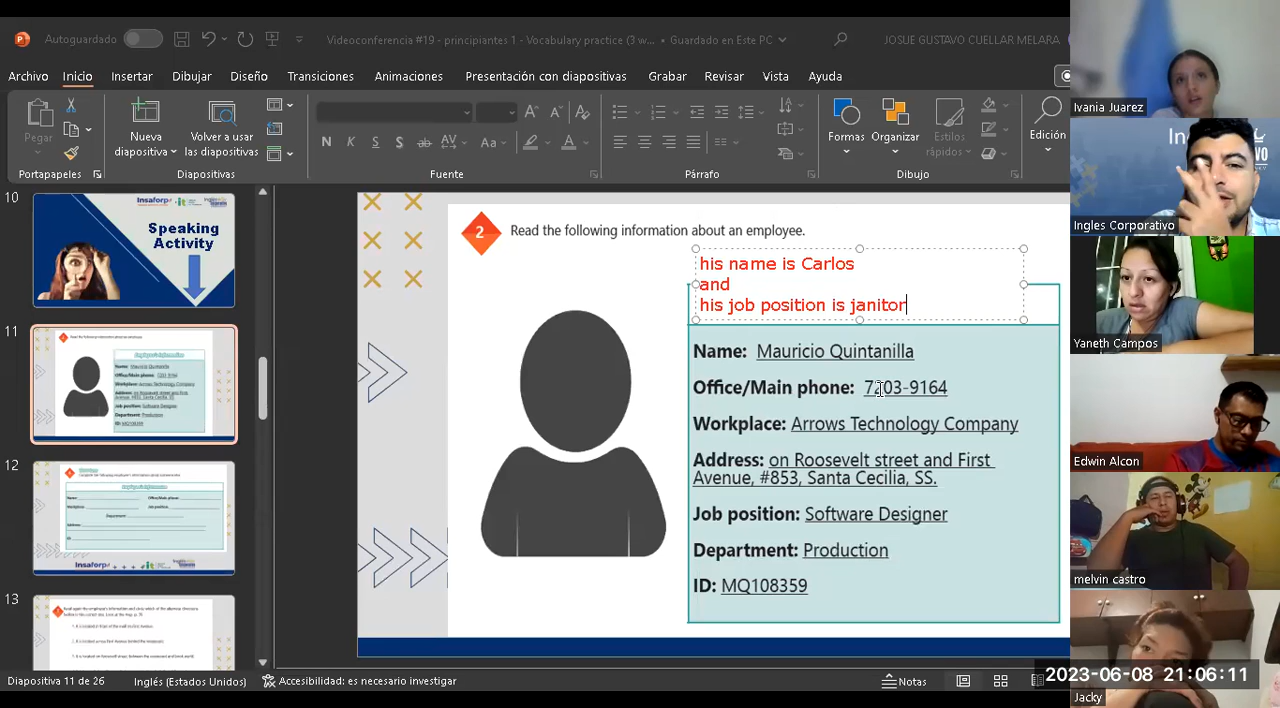 Autoguardado
Videoconferencia #19 - principiantes 1 - Vocabulary practice (3 w... • Guardado en Este PC
JOSUE GUSTAVO CUELLAR MELARA
Archivo Inicio Insertar Dibujar Diseño Transiciones Animaciones Presentación con diapositivas Grabar Revisar Vista Ayuda
Pegar
Nueva diapositiva
Volver a usar las diapositivas
Formas
Organizar
Estilos rápidos
Edición
Portapapeles
Diapositivas
Fuente
Párrafo
Dibujo
10
Insaforp
Speaking
Activity
11
12
13
2
Read the following information about an employee.
his name is Carlos
and
his job position is janitor
Name: Mauricio Quintanilla
Office/Main phone: 7203-9164
Workplace: Arrows Technology Company
Address: on Roosevelt street and First
Avenue, #853, Santa Cecilia, SS.
Job position: Software Designer
Department: Production
ID: MQ108359
Ivania Juarez
Ingles Corporativo
Yaneth Campos
Edwin Alcon
melvin castro
Jacky
2023-06-08 21:06:11
Diapositiva 11 de 26
Inglés (Estados Unidos)
Accesibilidad: es necesario investigar
Notas